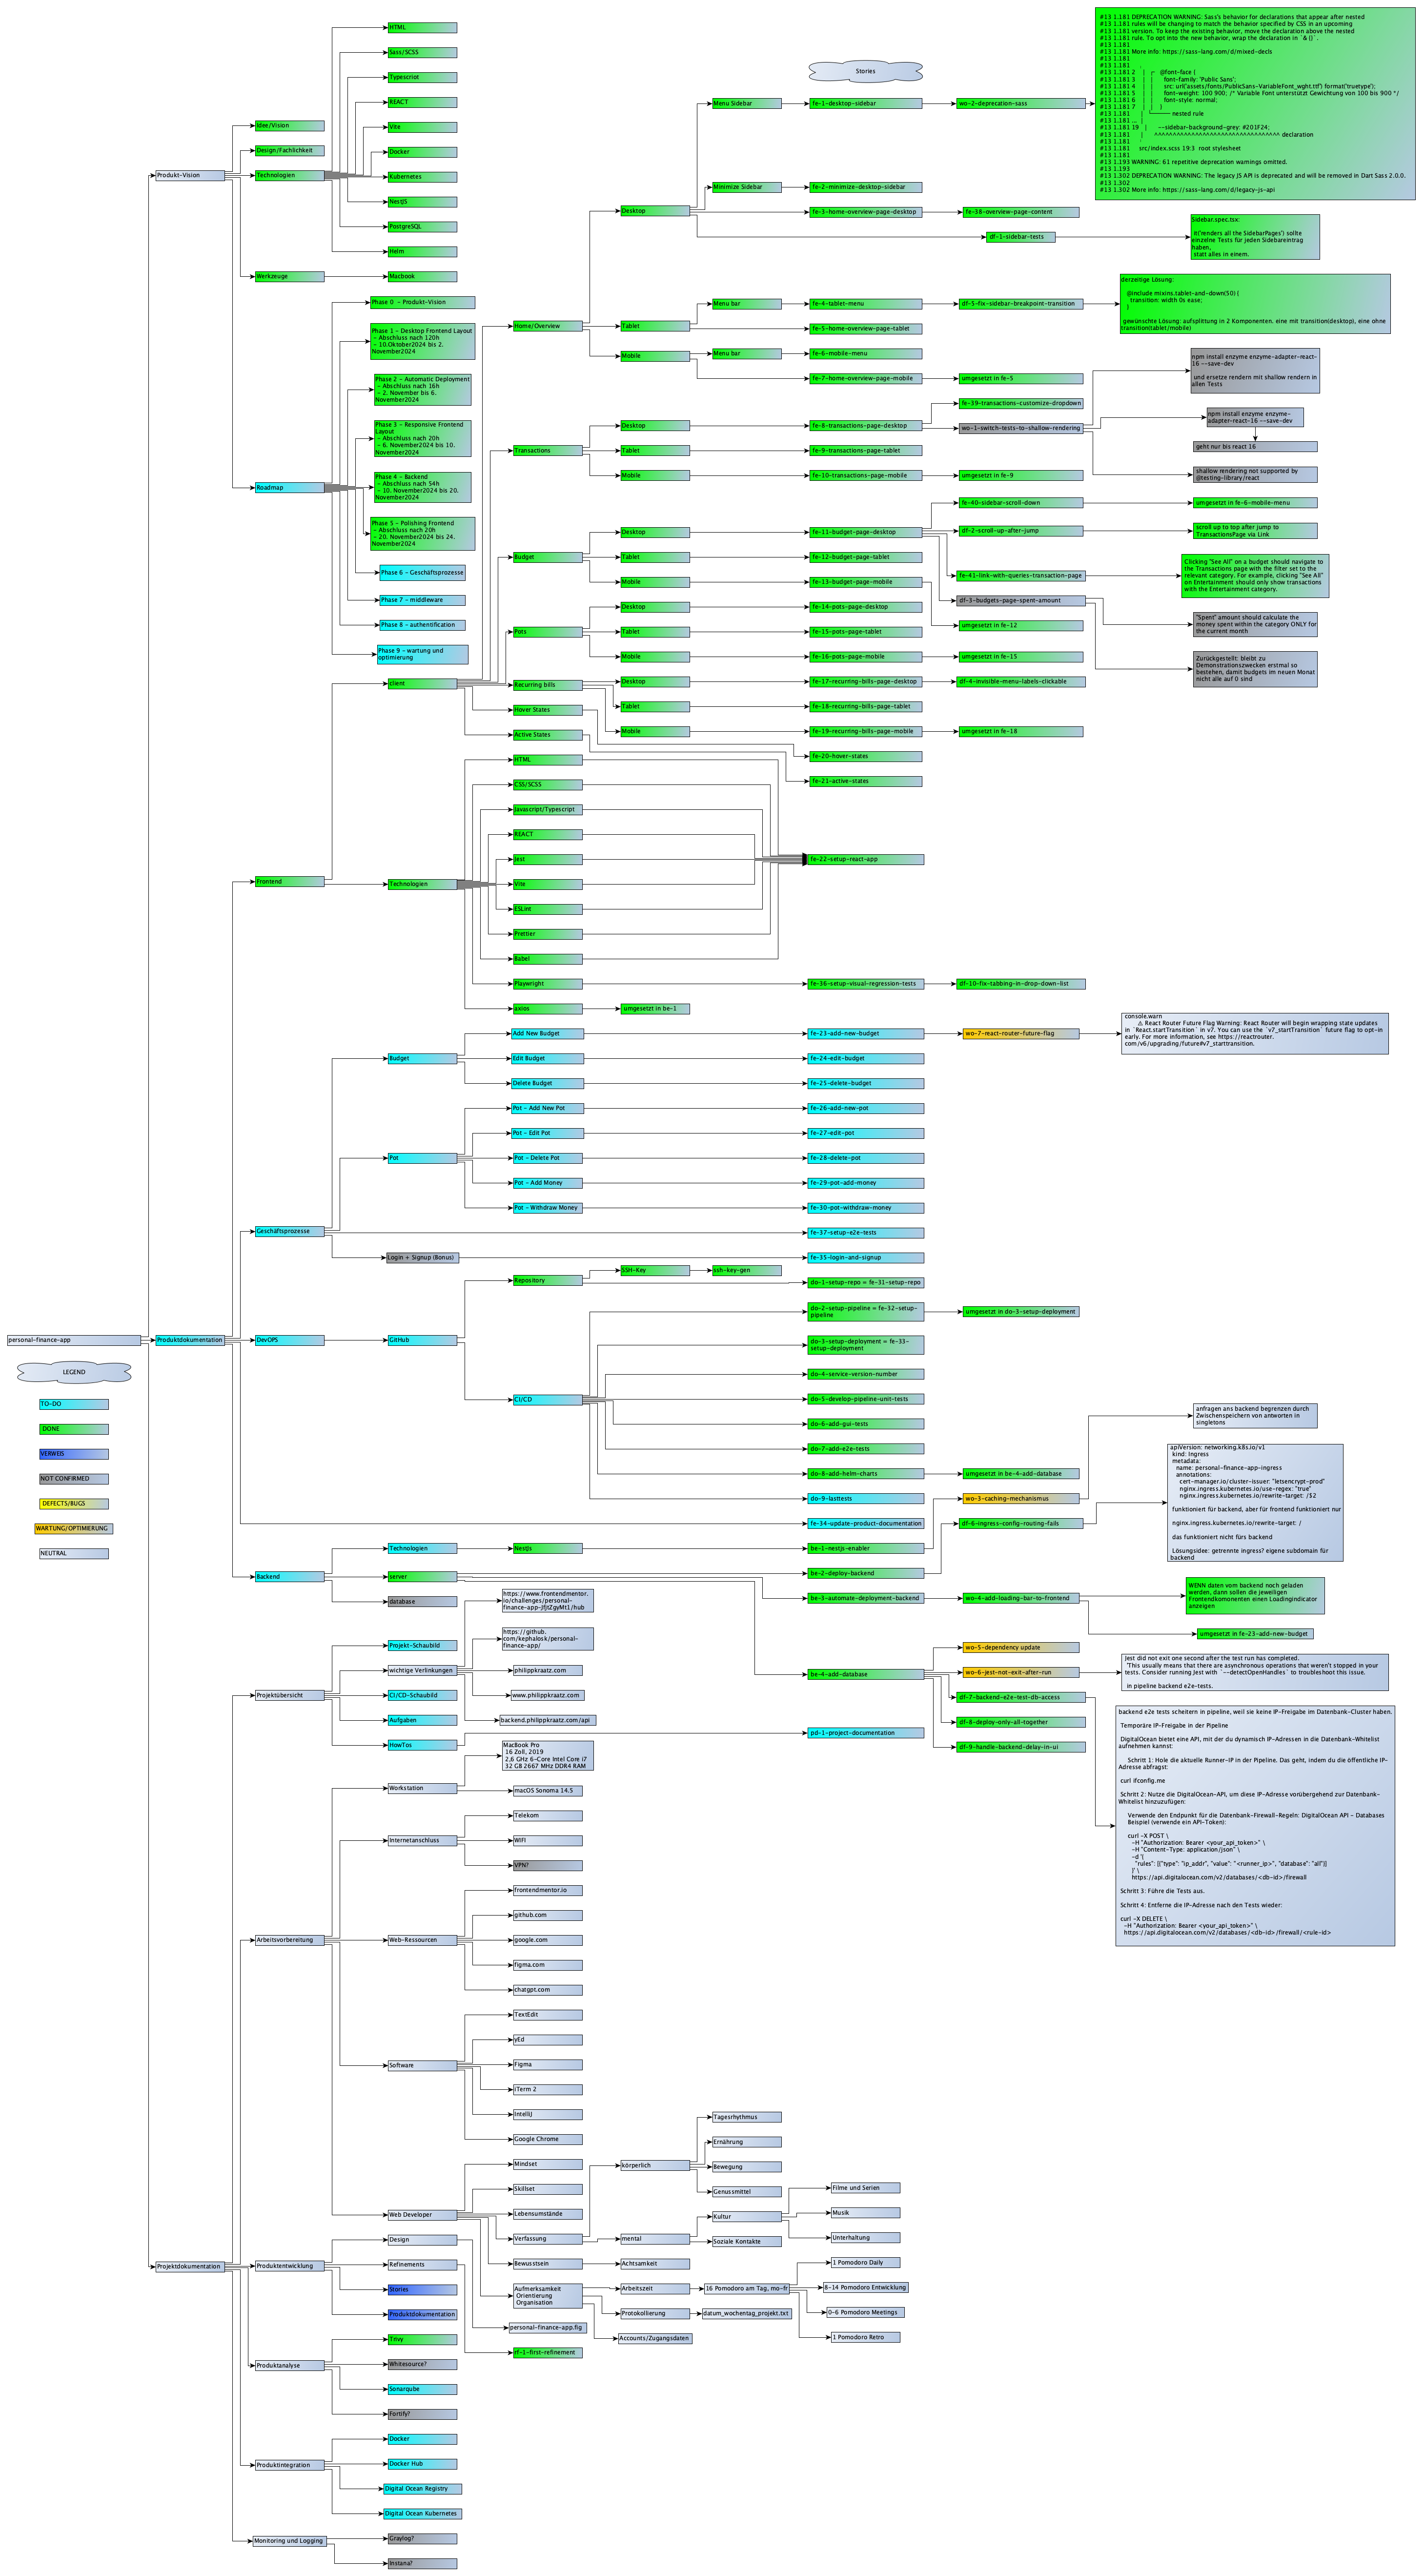 Stories
#13 1.181 DEPRECATION WARNING: Sass's behavior for declarations that appear after nested
#13 1.181 rules will be changing to match the behavior specified by CSS in an upcoming
#13 1.181 version. To keep the existing behavior, move the declaration above the nested
#13 1.181 rule. To opt into the new behavior, wrap the declaration in `& {}`.
#13 1.181
#13 1.181 More info: https://sass-lang.com/d/mixed-decls
#13 1.181
#13 1.181 ,
#13 1.181 2 │ ┌ @font-face {
#13 1.181 3 │ │ font-family: 'Public Sans';
#13 1.181 4 │ │ src: url('assets/fonts/PublicSans-VariableFont_wght.ttf') format('truetype');
#13 1.181 5 │ │ font-weight: 100 900; /* Variable Font unterstützt Gewichtung von 100 bis 900 */
#13 1.181 6 │ │ font-style: normal;
#13 1.181 7 │ │ }
#13 1.181 │ └──── nested rule
#13 1.181 ... │
#13 1.181 19 │ --sidebar-background-grey: #201F24;
#13 1.181 │ ^^^^^^^^^^^^^^^^^^^^^^^^^^^^^^^^^^ declaration
#13 1.181 '
#13 1.181 src/index.scss 19:3 root stylesheet
#13 1.181
#13 1.193 WARNING: 61 repetitive deprecation warnings omitted.
#13 1.193
#13 1.302 DEPRECATION WARNING: The legacy JS API is deprecated and will be removed in Dart Sass 2.0.0.
#13 1.302
#13 1.302 More info: https://sass-lang.com/d/legacy-js-api
HTML
Sass/SCSS
Typescriot
REACT
Vite
Docker
Kubernetes
NestJS
PostgreSQL
Helm
Macbook
Idee/Vision
Design/Fachlichkeit
Produkt-Vision
Technologien
Werkzeuge
Roadmap
Phase 0 - Produkt-Vision
Phase 1 - Desktop Frontend Layout
- Abschluss nach 120h
- 10.Oktober2024 bis 2.
November2024
Phase 2 - Automatic Deployment
- Abschluss nach 16h
- 2. November bis 6.
November2024
Phase 3 - Responsive Frontend
Layout
- Abschluss nach 20h
- 6. November2024 bis 10.
November2024
Phase 4 - Backend
- Abschluss nach 54h
- 10. November2024 bis 20.
November2024
Phase 5 - Polishing Frontend
- Abschluss nach 20h
- 20. November2024 bis 24.
November2024
Phase 6 - Geschäftsprozesse
Phase 7 - middleware
Phase 8 - authentification
Phase 9 - wartung und
optimierung
Menu Sidebar
fe-1-desktop-sidebar
wo-2-deprecation-sass
Minimize Sidebar
fe-2-minimize-desktop-sidebar
Desktop
fe-3-home-overview-page-desktop
fe-38-overview-page-content
df-1-sidebar-tests
Sidebar.spec.tsx:
it('renders all the SidebarPages') sollte
einzelne Tests für jeden Sidebareintrag
haben,
statt alles in einem.
Home/Overview
Tablet
Menu bar
fe-4-tablet-menu
df-5-fix-sidebar-breakpoint-transition
derzeitige Lösung:
@include mixins.tablet-and-down(50) {
transition: width 0s ease;
}
gewünschte Lösung: aufsplittung in 2 Komponenten. eine mit transition(desktop), eine ohne
transition(tablet/mobile)
fe-5-home-overview-page-tablet
Mobile
Menu bar
fe-6-mobile-menu
fe-7-home-overview-page-mobile
umgesetzt in fe-5
npm install enzyme enzyme-adapter-react-
16 --save-dev
und ersetze rendern mit shallow rendern in
allen Tests
Transactions
Desktop
fe-8-transactions-page-desktop
fe-39-transactions-customize-dropdown
wo-1-switch-tests-to-shallow-rendering
npm install enzyme enzyme-
adapter-react-16 --save-dev
geht nur bis react 16
shallow rendering not supported by
@testing-library/react
Tablet
fe-9-transactions-page-tablet
Mobile
fe-10-transactions-page-mobile
umgesetzt in fe-9
fe-40-sidebar-scroll-down
umgesetzt in fe-6-mobile-menu
Budget
Desktop
fe-11-budget-page-desktop
df-2-scroll-up-after-jump
scroll up to top after jump to
TransactionsPage via Link
Tablet
fe-12-budget-page-tablet
fe-41-link-with-queries-transaction-page
Clicking "See All" on a budget should navigate to
the Transactions page with the filter set to the
relevant category. For example, clicking "See All"
on Entertainment should only show transactions
with the Entertainment category.
Mobile
fe-13-budget-page-mobile
df-3-budgets-page-spent-amount
umgesetzt in fe-12
"Spent" amount should calculate the
money spent within the category ONLY for
the current month
Zurückgestellt: bleibt zu
Demonstrationszwecken erstmal so
bestehen, damit budgets im neuen Monat
nicht alle auf 0 sind
Pots
Desktop
fe-14-pots-page-desktop
Tablet
fe-15-pots-page-tablet
Mobile
fe-16-pots-page-mobile
umgesetzt in fe-15
client
Recurring bills
Desktop
fe-17-recurring-bills-page-desktop
df-4-invisible-menu-labels-clickable
Tablet
fe-18-recurring-bills-page-tablet
Mobile
fe-19-recurring-bills-page-mobile
umgesetzt in fe-18
Hover States
fe-20-hover-states
Active States
fe-21-active-states
Frontend
Technologien
HTML
CSS/SCSS
Javascript/Typescript
REACT
Jest
Vite
ESLint
Prettier
Babel
fe-22-setup-react-app
Playwright
fe-36-setup-visual-regression-tests
df-10-fix-tabbing-in-drop-down-list
axios
umgesetzt in be-1
Budget
Add New Budget
fe-23-add-new-budget
wo-7-react-router-future-flag
console.warn
⚠ React Router Future Flag Warning: React Router will begin wrapping state updates
in `React.startTransition` in v7. You can use the `v7_startTransition` future flag to opt-in
early. For more information, see https://reactrouter.
com/v6/upgrading/future#v7_starttransition.
Edit Budget
fe-24-edit-budget
Delete Budget
fe-25-delete-budget
Pot
Pot - Add New Pot
fe-26-add-new-pot
Pot - Edit Pot
fe-27-edit-pot
Pot - Delete Pot
fe-28-delete-pot
Pot - Add Money
fe-29-pot-add-money
Pot - Withdraw Money
fe-30-pot-withdraw-money
Geschäftsprozesse
fe-37-setup-e2e-tests
Login + Signup (Bonus)
fe-35-login-and-signup
Repository
SSH-Key
ssh-key-gen
do-1-setup-repo = fe-31-setup-repo
personal-finance-app
Produktdokumentation
DevOPS
GitHub
do-2-setup-pipeline = fe-32-setup-
pipeline
umgesetzt in do-3-setup-deployment
do-3-setup-deployment = fe-33-
setup-deployment
CI/CD
do-4-service-version-number
do-5-develop-pipeline-unit-tests
do-6-add-gui-tests
do-7-add-e2e-tests
do-8-add-helm-charts
umgesetzt in be-4-add-database
do-9-lasttests
fe-34-update-product-documentation
LEGEND
TO-DO
DONE
VERWEIS
NOT CONFIRMED
DEFECTS/BUGS
WARTUNG/OPTIMIERUNG
NEUTRAL
anfragen ans backend begrenzen durch
Zwischenspeichern von antworten in
singletons
wo-3-caching-mechanismus
df-6-ingress-config-routing-fails
apiVersion: networking.k8s.io/v1
kind: Ingress
metadata:
name: personal-finance-app-ingress
annotations:
cert-manager.io/cluster-issuer: "letsencrypt-prod"
nginx.ingress.kubernetes.io/use-regex: "true"
nginx.ingress.kubernetes.io/rewrite-target: /$2
funktioniert für backend, aber für frontend funktioniert nur
nginx.ingress.kubernetes.io/rewrite-target: /
das funktioniert nicht fürs backend
Lösungsidee: getrennte ingress? eigene subdomain für
backend
Backend
Technologien
NestJs
be-1-nestjs-enabler
server
be-2-deploy-backend
database
be-3-automate-deployment-backend
wo-4-add-loading-bar-to-frontend
WENN daten vom backend noch geladen
werden, dann sollen die jeweiligen
Frontendkomonenten einen Loadingindicator
anzeigen
umgesetzt in fe-23-add-new-budget
be-4-add-database
wo-5-dependency update
wo-6-jest-not-exit-after-run
Jest did not exit one second after the test run has completed.
'This usually means that there are asynchronous operations that weren't stopped in your
tests. Consider running Jest with `--detectOpenHandles` to troubleshoot this issue.
in pipeline backend e2e-tests.
df-7-backend-e2e-test-db-access
df-8-deploy-only-all-together
df-9-handle-backend-delay-in-ui
backend e2e tests scheitern in pipeline, weil sie keine IP-Freigabe im Datenbank-Cluster haben.
Temporäre IP-Freigabe in der Pipeline
DigitalOcean bietet eine API, mit der du dynamisch IP-Adressen in die Datenbank-Whitelist
aufnehmen kannst:
Schritt 1: Hole die aktuelle Runner-IP in der Pipeline. Das geht, indem du die öffentliche IP-
Adresse abfragst:
curl ifconfig.me
Schritt 2: Nutze die DigitalOcean-API, um diese IP-Adresse vorübergehend zur Datenbank-
Whitelist hinzuzufügen:
Verwende den Endpunkt für die Datenbank-Firewall-Regeln: DigitalOcean API - Databases
Beispiel (verwende ein API-Token):
curl -X POST \
-H "Authorization: Bearer <your_api_token>" \
-H "Content-Type: application/json" \
-d '{
"rules": [{"type": "ip_addr", "value": "<runner_ip>", "database": "all"}]
}' \
https://api.digitalocean.com/v2/databases/<db-id>/firewall
Schritt 3: Führe die Tests aus.
Schritt 4: Entferne die IP-Adresse nach den Tests wieder:
curl -X DELETE \
-H "Authorization: Bearer <your_api_token>" \
https://api.digitalocean.com/v2/databases/<db-id>/firewall/<rule-id>
Projektübersicht
Projekt-Schaubild
wichtige Verlinkungen
https://www.frontendmentor.
io/challenges/personal-
finance-app-JfjtZgyMt1/hub
https://github.
com/kephalosk/personal-
finance-app/
philippkraatz.com
www.philippkraatz.com
backend.philippkraatz.com/api
CI/CD-Schaubild
Aufgaben
HowTos
pd-1-project-documentation
Arbeitsvorbereitung
Workstation
MacBook Pro
16 Zoll, 2019
2,6 GHz 6-Core Intel Core i7
32 GB 2667 MHz DDR4 RAM
macOS Sonoma 14.5
Internetanschluss
Telekom
WIFI
VPN?
Web-Ressourcen
frontendmentor.io
github.com
google.com
figma.com
chatgpt.com
Software
TextEdit
yEd
Figma
iTerm 2
IntelliJ
Google Chrome
Web Developer
Mindset
Skillset
Lebensumstände
Verfassung
körperlich
Tagesrhythmus
Ernährung
Bewegung
Genussmittel
mental
Kultur
Filme und Serien
Musik
Unterhaltung
Soziale Kontakte
Bewusstsein
Achtsamkeit
Aufmerksamkeit
Orientierung
Organisation
Arbeitszeit
16 Pomodoro am Tag, mo-fr
1 Pomodoro Daily
8-14 Pomodoro Entwicklung
0-6 Pomodoro Meetings
1 Pomodoro Retro
Protokollierung
datum_wochentag_projekt.txt
Accounts/Zugangsdaten
Projektdokumentation
Produktentwicklung
Design
personal-finance-app.fig
Refinements
rf-1-first-refinement
Stories
Produktdokumentation
Produktanalyse
Trivy
Whitesource?
Sonarqube
Fortify?
Produktintegration
Docker
Docker Hub
Digital Ocean Registry
Digital Ocean Kubernetes
Monitoring und Logging
Graylog?
Instana?